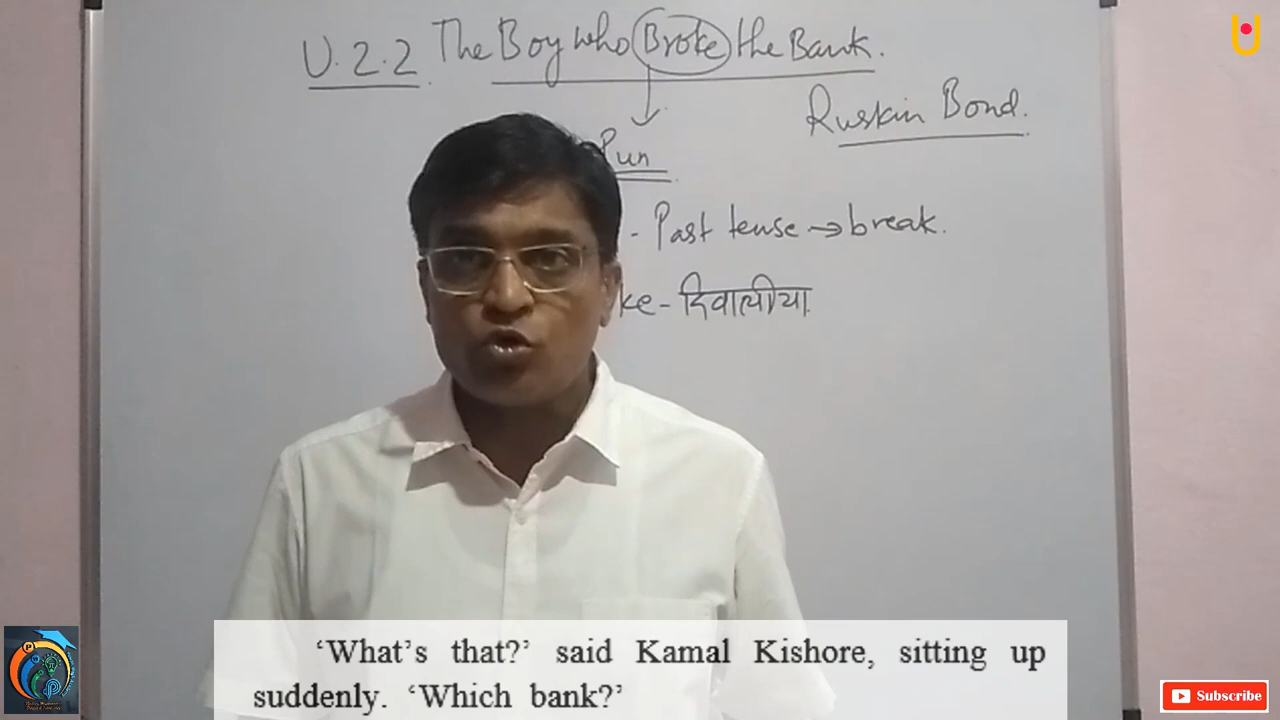 U.2.2 The Boy who Broke the Bank.
Ruskin Bond.
Pun
- Past tense → break.
ke - दिवालीया
‘What’s that?’ said Kamal Kishore, sitting up
suddenly. ‘Which bank?’
Subscribe